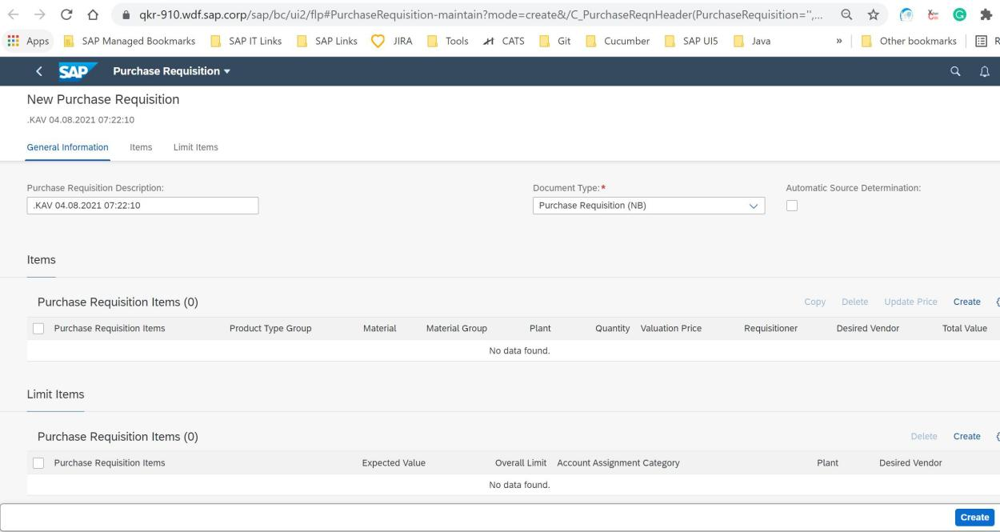 qkr-910.wdf.sap.corp/sap/bc/ui2/flp#PurchaseRequisition-maintain?mode=create&/C_PurchaseReqnHeader(PurchaseRequisition='',...
Apps SAP Managed Bookmarks SAP IT Links SAP Links JIRA Tools CATS Git Cucumber SAP UI5 Java » Other bookmarks R
SAP Purchase Requisition
New Purchase Requisition
.KAV 04.08.2021 07:22:10
General Information Items Limit Items
Purchase Requisition Description: Document Type:* Automatic Source Determination:
.KAV 04.08.2021 07:22:10 Purchase Requisition (NB)
Items
Purchase Requisition Items (0) Copy Delete Update Price Create
Purchase Requisition Items Product Type Group Material Material Group Plant Quantity Valuation Price Requisitioner Desired Vendor Total Value
No data found.
Limit Items
Purchase Requisition Items (0) Delete Create
Purchase Requisition Items Expected Value Overall Limit Account Assignment Category Plant Desired Vendor
No data found.
Create